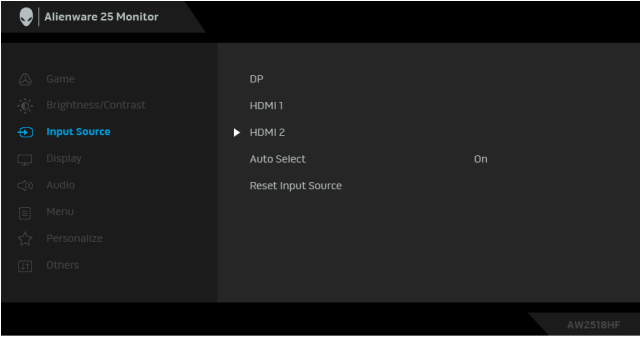 Alienware 25 Monitor
Game
DP
Brightness/Contrast
HDMI 1
Input Source
HDMI 2
Display
Auto Select On
Audio
Reset Input Source
Menu
Personalize
Others
AW2518HF